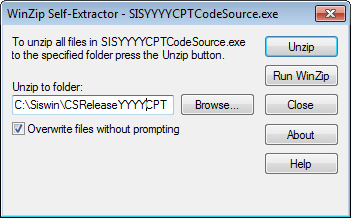 WinZip Self-Extractor - SISYYYYCPTCodeSource.exe
To unzip all files in SISYYYYCPTCodeSource.exe
to the specified folder press the Unzip button.
Unzip to folder:
C:\Siswin\CSReleaseYYYYCPT
Browse...
Overwrite files without prompting
Unzip
Run WinZip
Close
About
Help